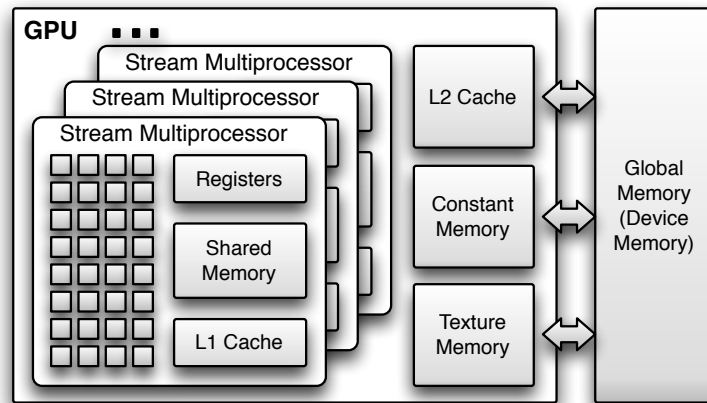 GPU
Stream Multiprocessor
Stream Multiprocessor
Stream Multiprocessor
Registers
Shared
Memory
L1 Cache
L2 Cache
Constant
Memory
Texture
Memory
Global
Memory
(Device
Memory)